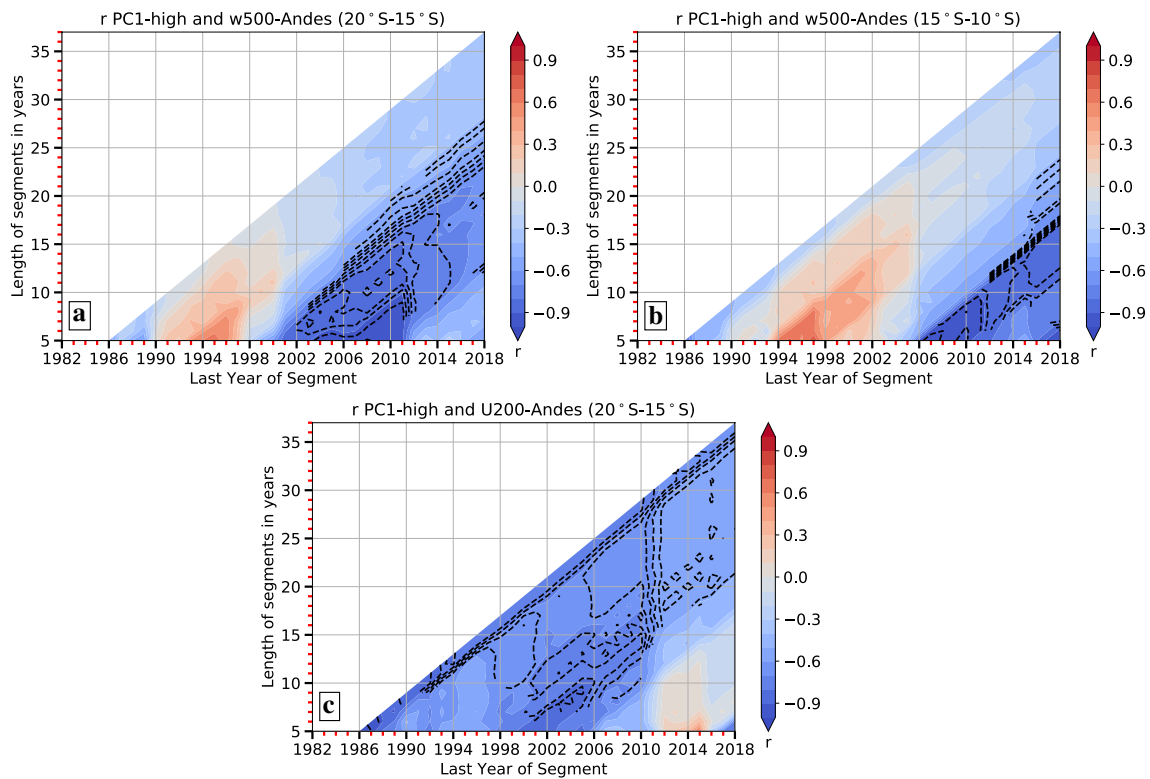 r PC1-high and w500-Andes (20°S-15°S)
Length of segments in years
35
30
25
20
15
10
5
a
1982 1986 1990 1994 1998 2002 2006 2010 2014 2018
Last Year of Segment
0.9
0.6
0.3
0.0
−0.3
−0.6
−0.9
r
r PC1-high and w500-Andes (15°S-10°S)
Length of segments in years
35
30
25
20
15
10
5
b
1982 1986 1990 1994 1998 2002 2006 2010 2014 2018
Last Year of Segment
0.9
0.6
0.3
0.0
−0.3
−0.6
−0.9
r
r PC1-high and U200-Andes (20°S-15°S)
Length of segments in years
35
30
25
20
15
10
5
c
1982 1986 1990 1994 1998 2002 2006 2010 2014 2018
Last Year of Segment
0.9
0.6
0.3
0.0
−0.3
−0.6
−0.9
r